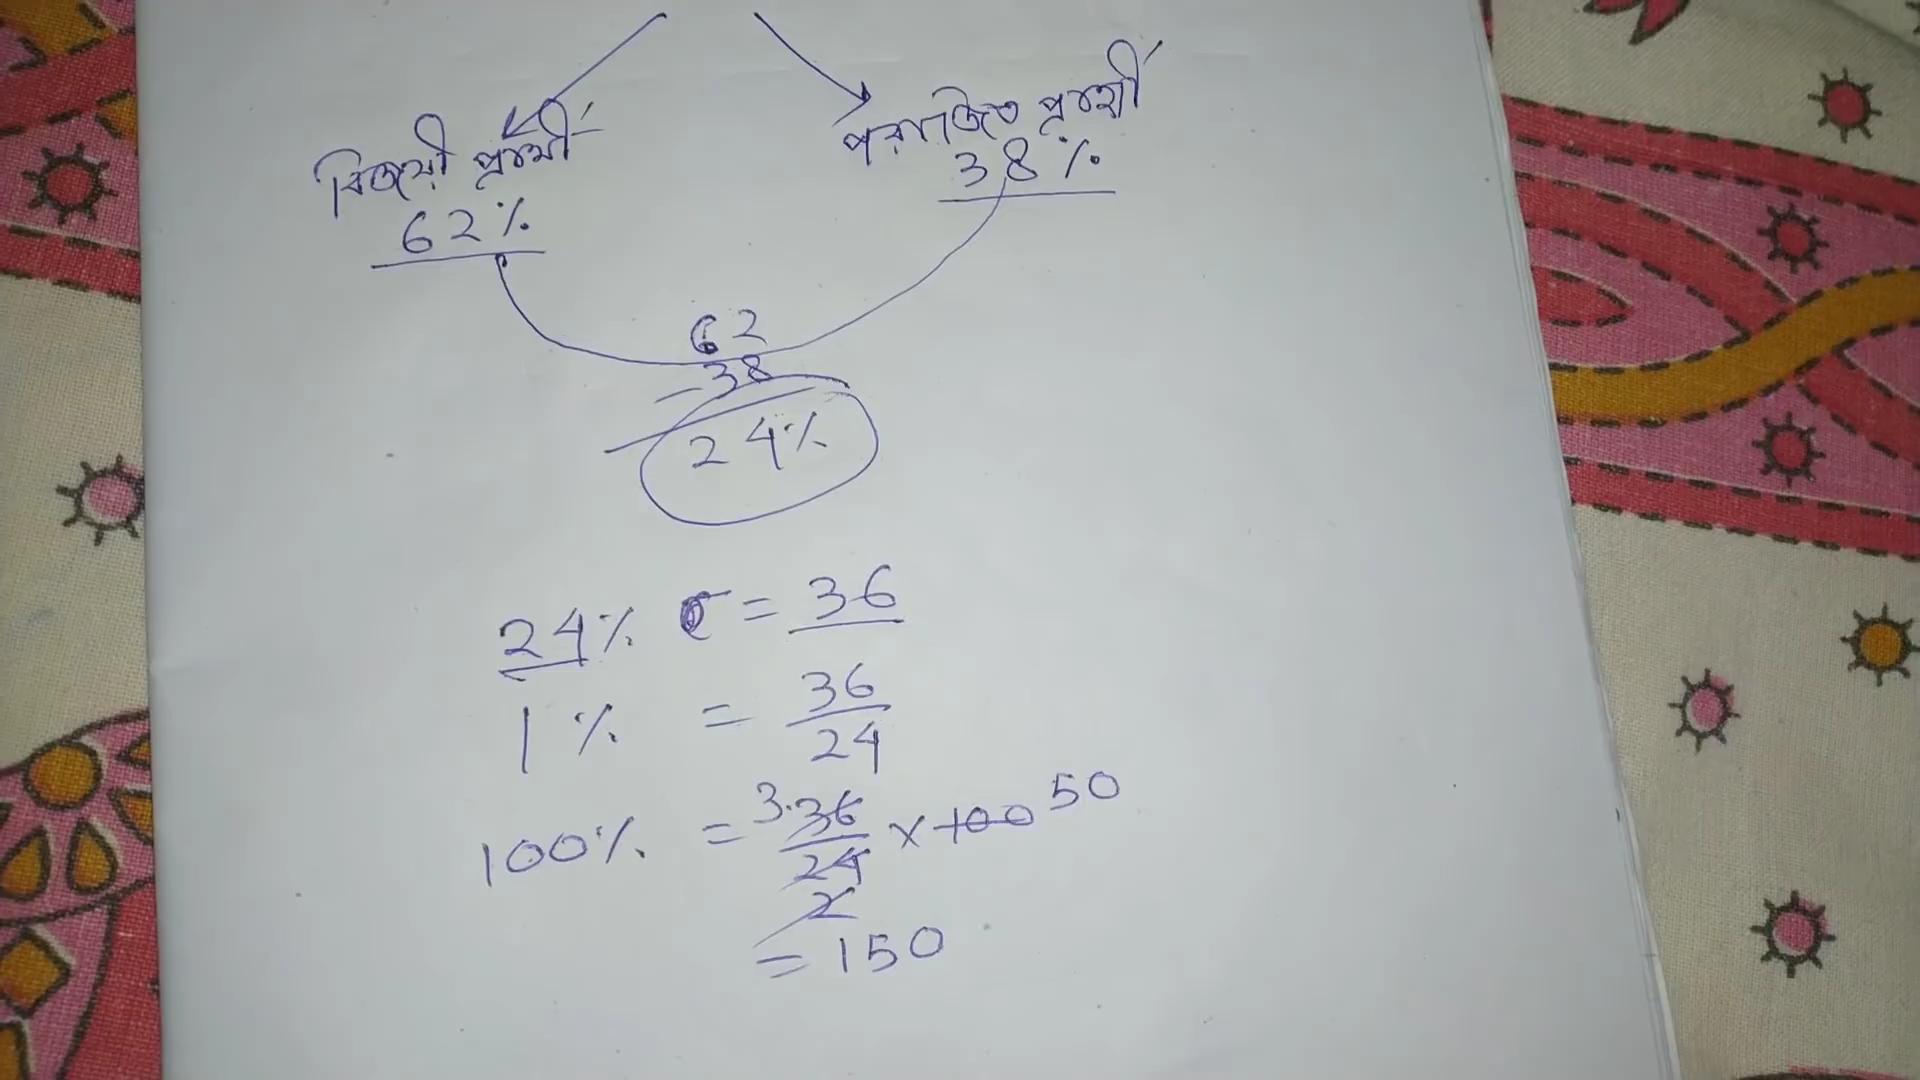 বিজয়ী প্রার্থী
62%
পরাজিত প্রার্থী
38%
62
- 38
24%
24% = 36
1% = 36/24
100% = 3 36/24 × 100 50
2
= 150